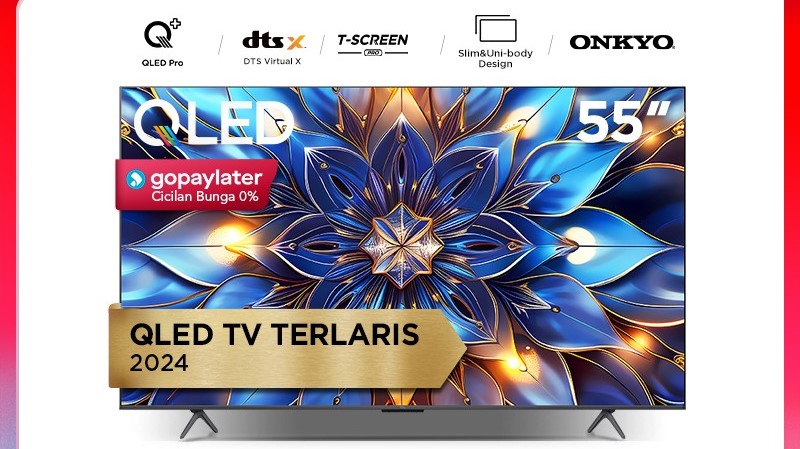 Q+
QLED Pro
dts X
DTS Virtual X
T-SCREEN
PRO
Slim&Uni-body
Design
ONKYO
QLED
55"
gopaylater
Cicilan Bunga 0%
QLED TV TERLARIS
2024